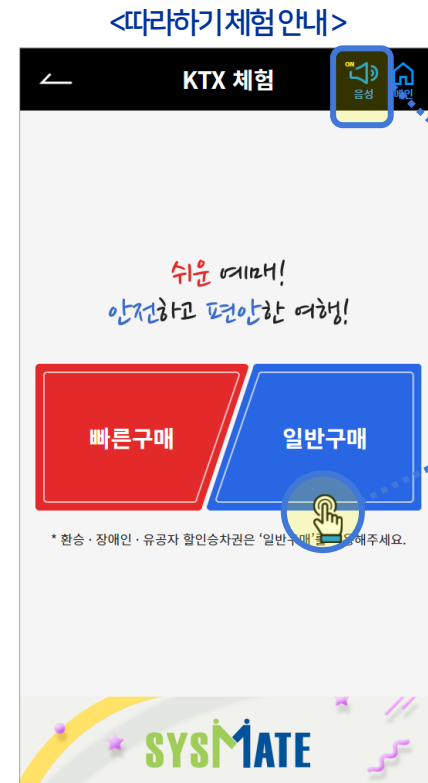 <따라하기 체험 안내>
KTX 체험
ON
음성
메인
쉬운 예매!
안전하고 편안한 여행!
빠른구매
일반구매
* 환승 · 장애인 · 유공자 할인승차권은 '일반구매'를 이용해주세요.
SYSMATE